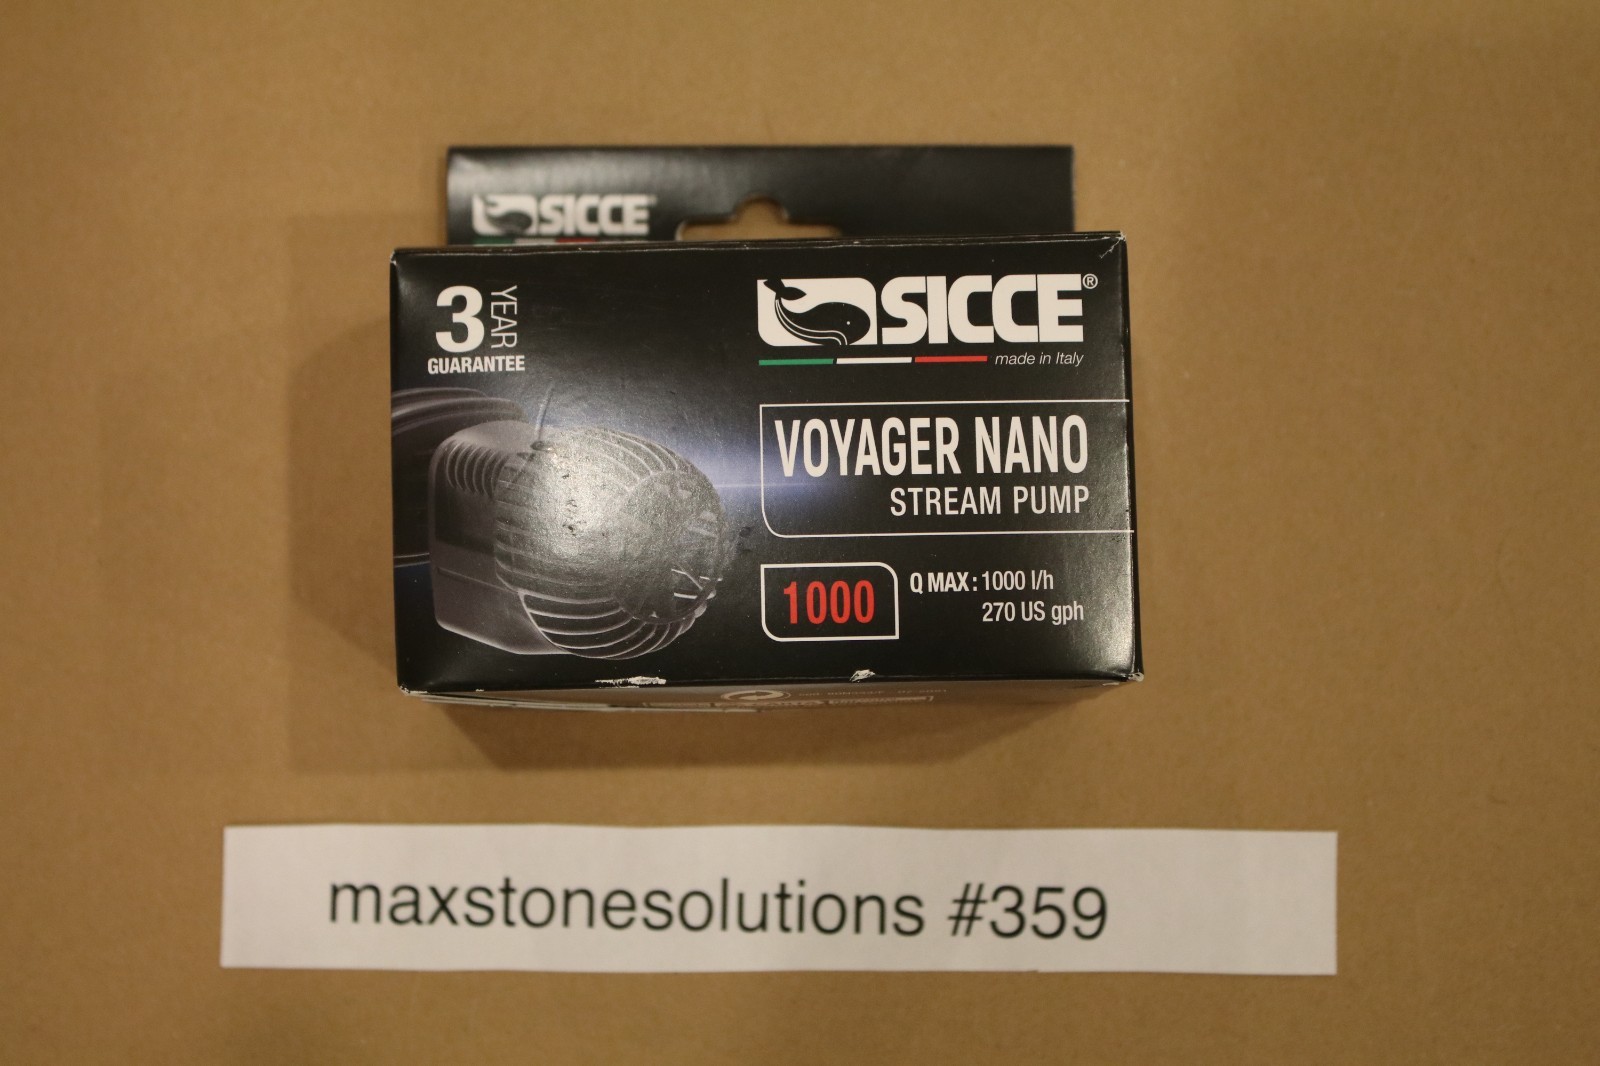 SICCE
3 YEAR
GUARANTEE
SICCE®
made in Italy
VOYAGER NANO
STREAM PUMP
1000
Q MAX: 1000 l/h
270 US gph
maxstonesolutions #359